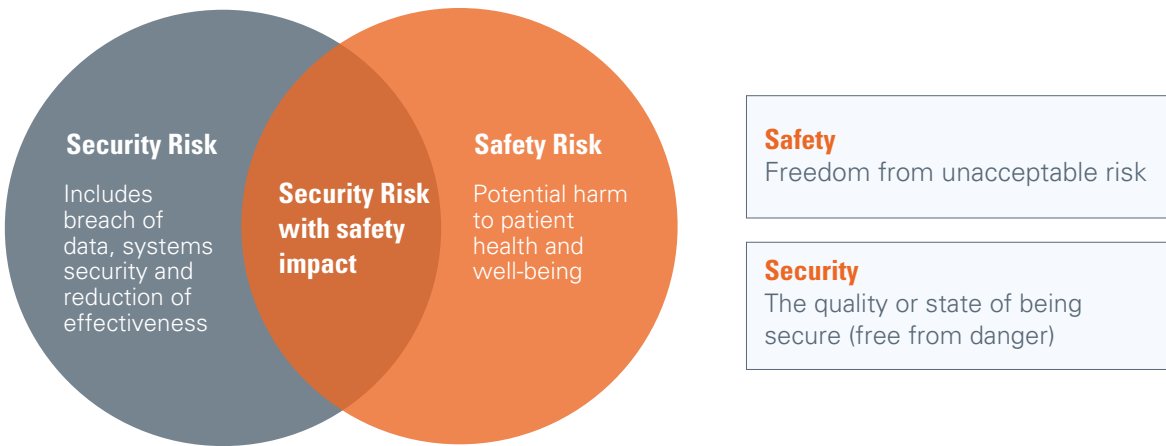 Security Risk
Includes
breach of
data, systems
security and
reduction of
effectiveness
Security Risk
with safety
impact
Safety Risk
Potential harm
to patient
health and
well-being
Safety
Freedom from unacceptable risk
Security
The quality or state of being
secure (free from danger)